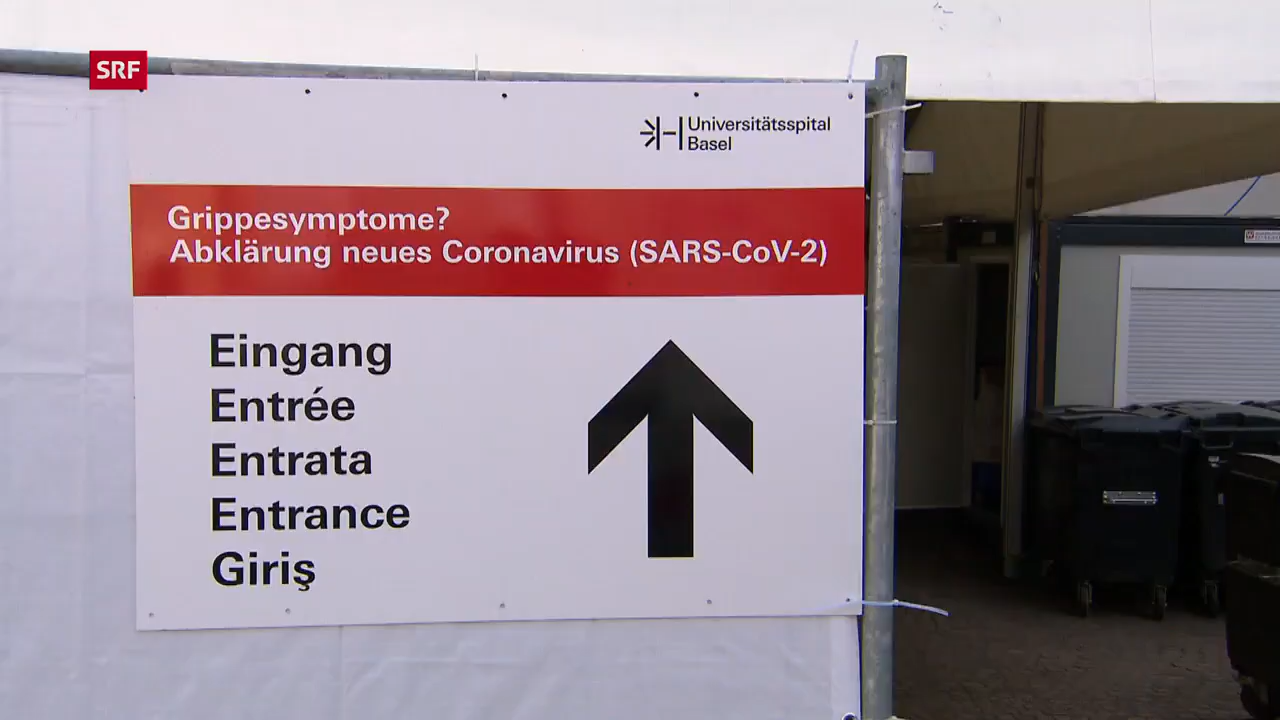 SRF
Universitätsspital
Basel
Grippesymptome?
Abklärung neues Coronavirus (SARS-CoV-2)
Eingang
Entrée
Entrata
Entrance
Giriş